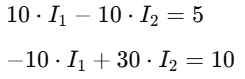 10 · I₁ − 10 · I₂ = 5
−10 · I₁ + 30 · I₂ = 10